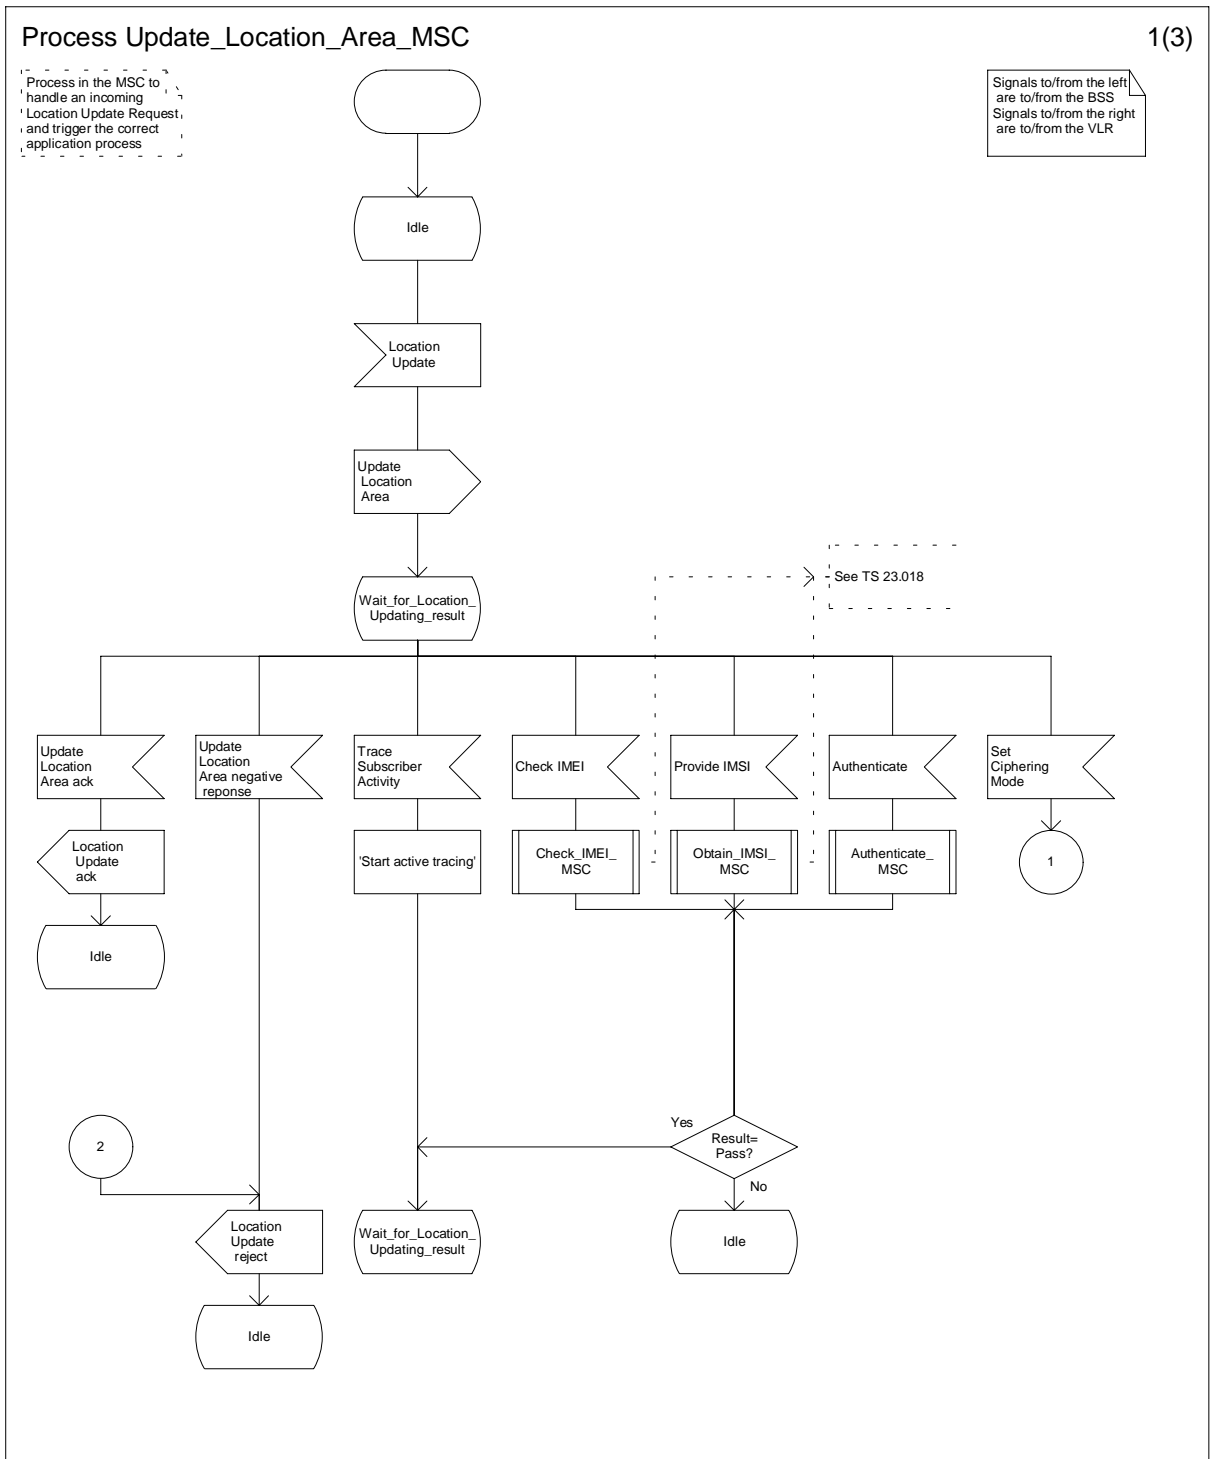 Process Update_Location_Area_MSC
1(3)
Process in the MSC to
handle an incoming
Location Update Request
and trigger the correct
application process
Signals to/from the left
are to/from the BSS
Signals to/from the right
are to/from the VLR
Idle
Location
Update
Update
Location
Area
See TS 23.018
Wait_for_Location_
Updating_result
Update
Location
Area ack
Update
Location
Area negative
reponse
Trace
Subscriber
Activity
Check IMEI
Provide IMSI
Authenticate
Set
Ciphering
Mode
Location
Update
ack
'Start active tracing'
Check_IMEI_
MSC
Obtain_IMSI_
MSC
Authenticate_
MSC
1
Idle
2
Yes
Result=
Pass?
No
Location
Update
reject
Wait_for_Location_
Updating_result
Idle
Idle